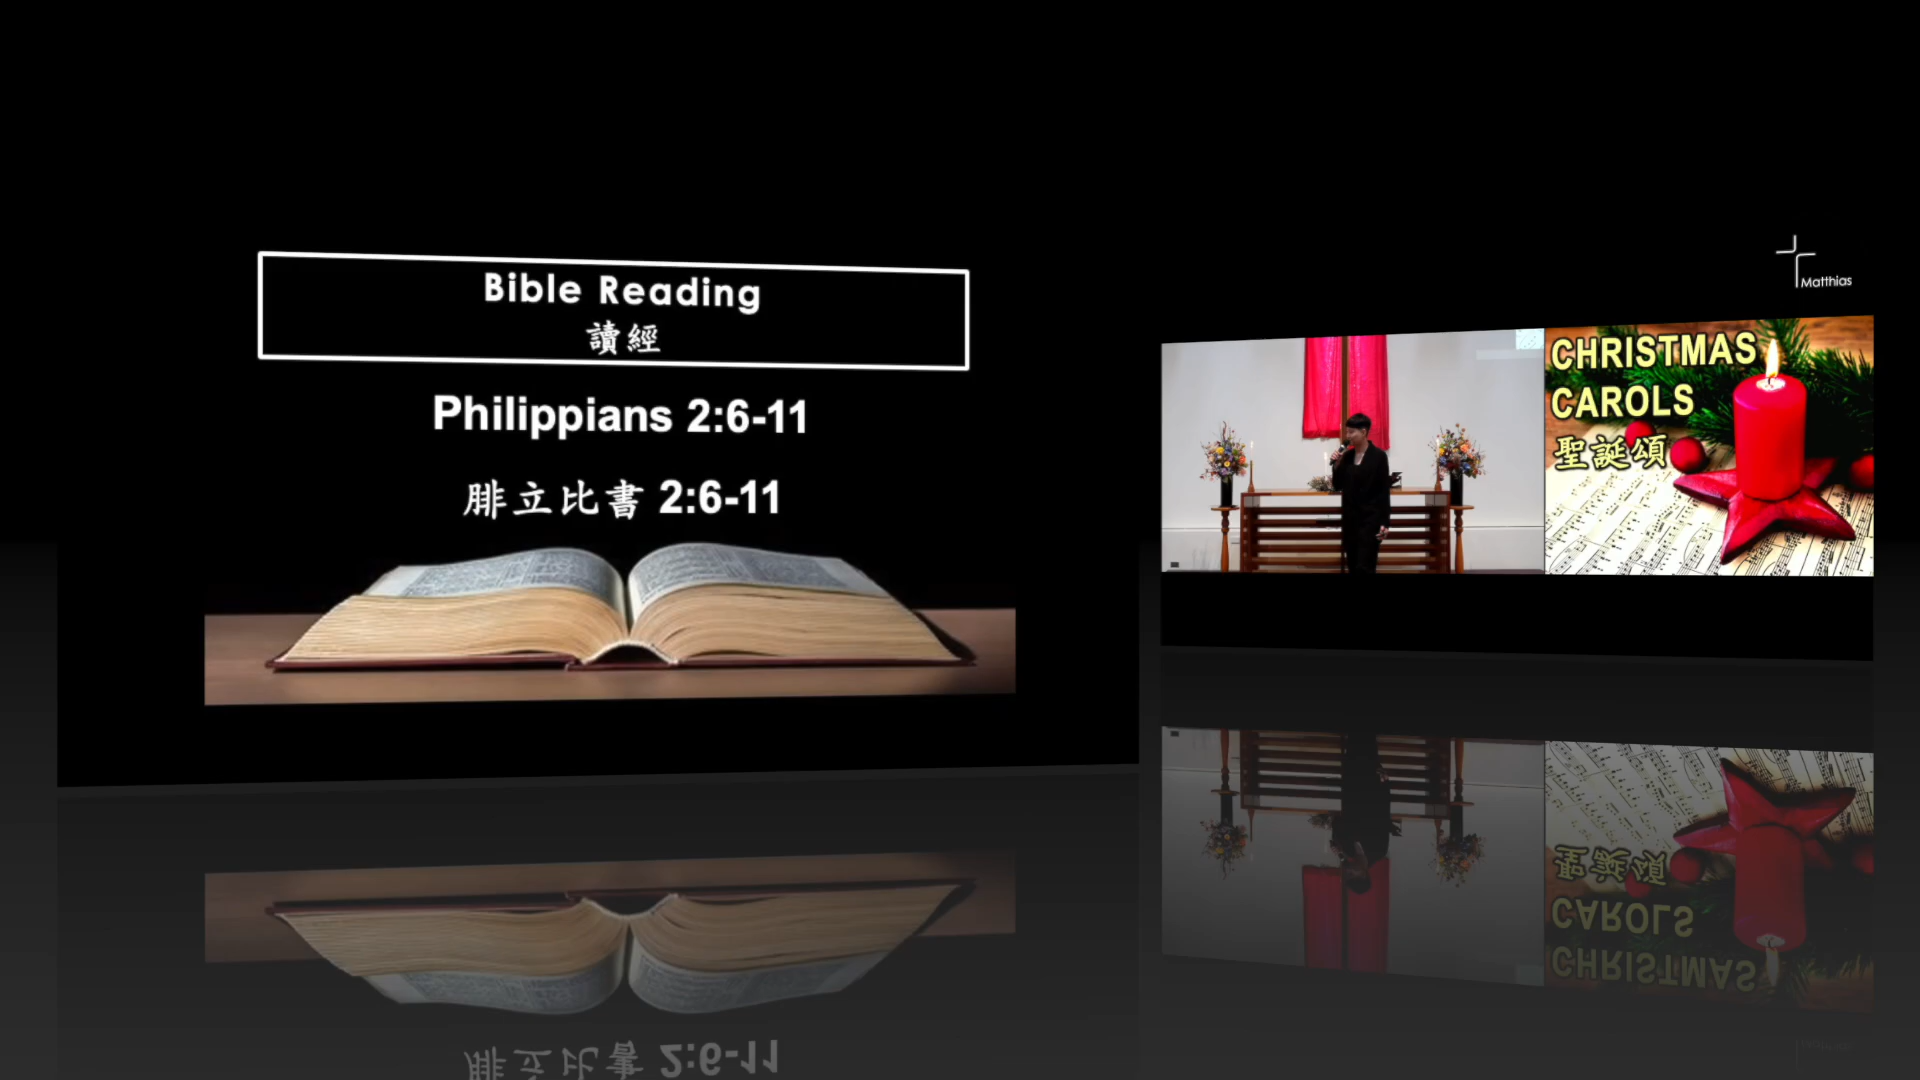 Bible Reading
讀經
Philippians 2:6-11
腓立比書 2:6-11
Matthias
CHRISTMAS
CAROLS
聖誕頌